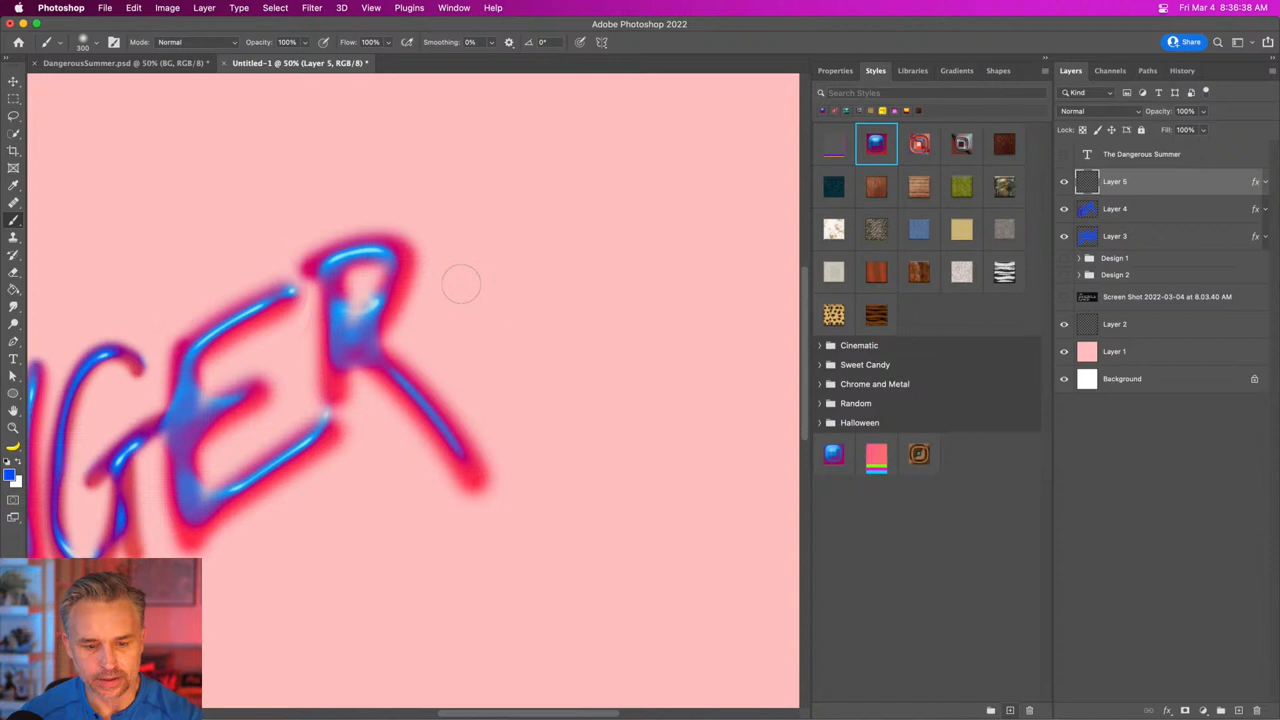 Photoshop File Edit Image Layer Type Select Filter 3D View Plugins Window Help Fri Mar 4 8:36:38 AM
Adobe Photoshop 2022
300 Mode: Normal Opacity: 100% Flow: 100% Smoothing: 0% 0° Share
DangerousSummer.psd @ 50% (BG, RGB/8) * Untitled-1 @ 50% (Layer 5, RGB/8) *
Properties Styles Libraries Gradients Shapes
Search Styles
Cinematic
Sweet Candy
Chrome and Metal
Random
Halloween
Layers Channels Paths History
Kind
Normal Opacity: 100%
Lock: Fill: 100%
The Dangerous Summer
Layer 5 fx
Layer 4 fx
Layer 3 fx
Design 1
Design 2
Screen Shot 2022-03-04 at 8.03.40 AM
Layer 2
Layer 1
Background
GER